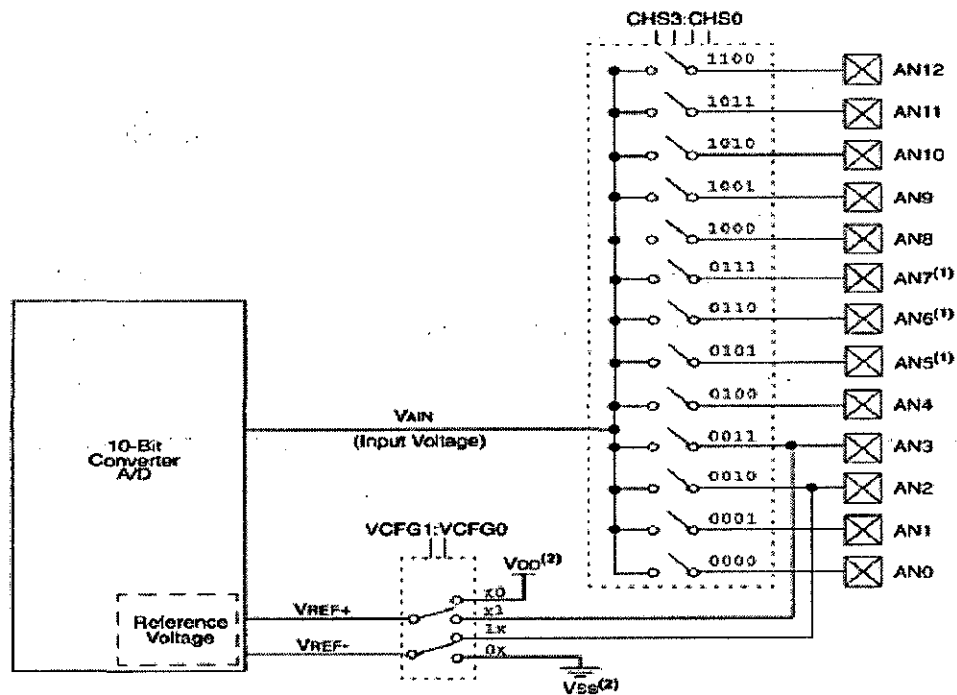 CHS3:CHS0
1100 AN12
1011 AN11
1010 AN10
1001 AN9
1000 AN8
0111 AN7(1)
0110 AN6(1)
0101 AN5(1)
0100 AN4
0011 AN3
0010 AN2
0001 AN1
0000 AN0
VAIN
(Input Voltage)
10-Bit
Converter
A/D
VCFG1:VCFG0
VDD(2)
x0
x1
1x
0x
VREF+
VREF-
Reference
Voltage
VSS(2)